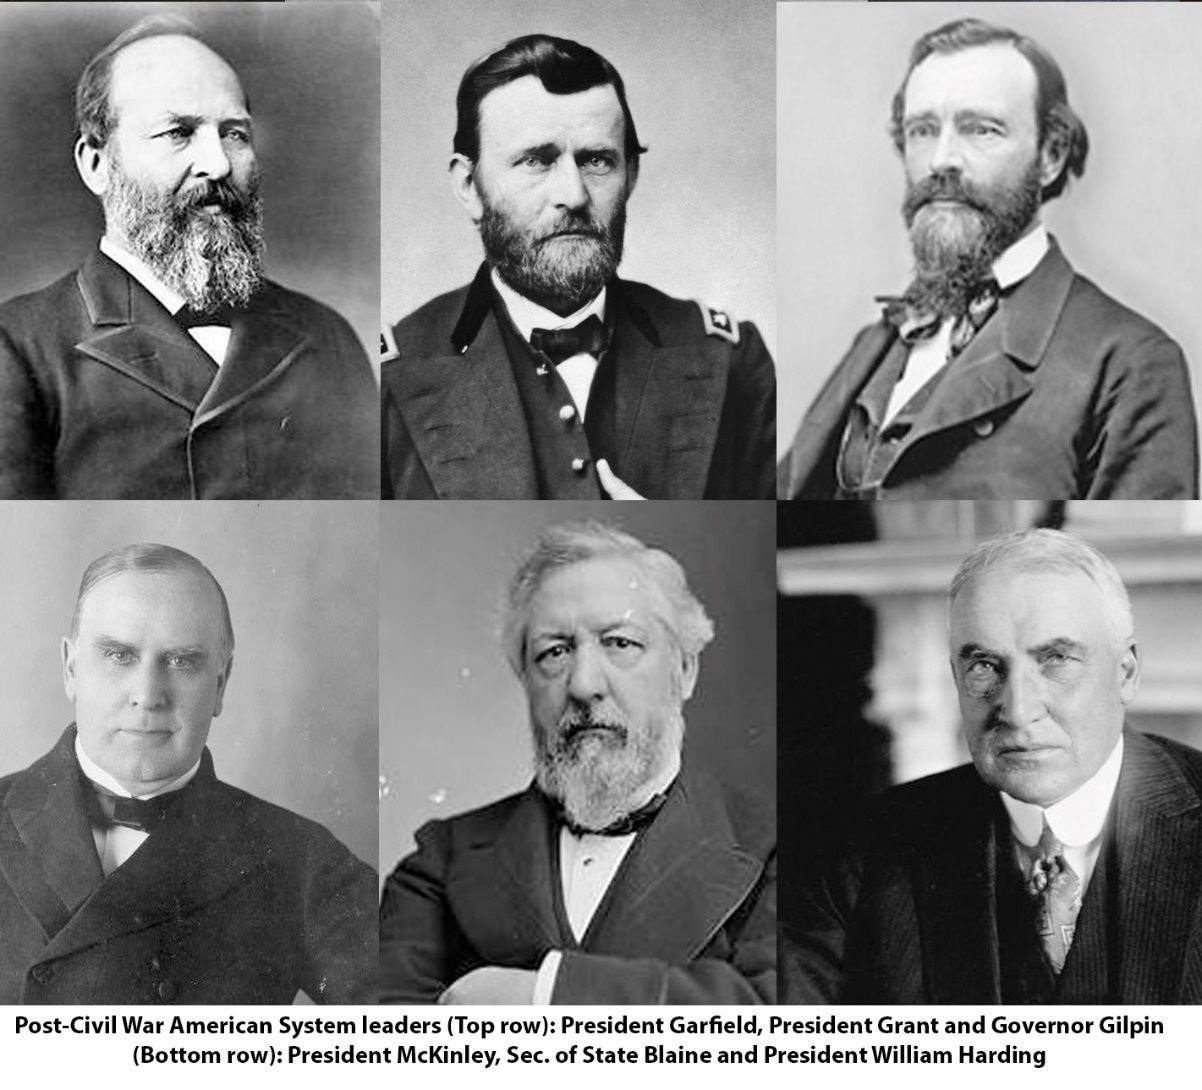 Post-Civil War American System leaders (Top row): President Garfield, President Grant and Governor Gilpin
(Bottom row): President McKinley, Sec. of State Blaine and President William Harding